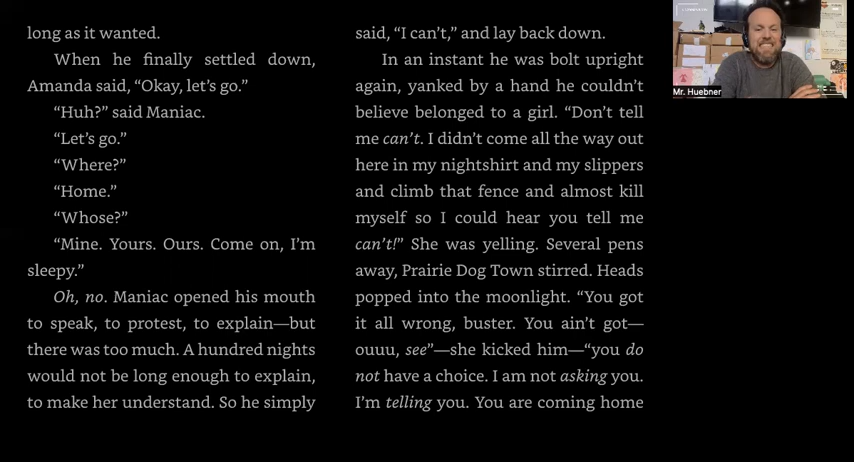 long as it wanted.
When he finally settled down,
Amanda said, “Okay, let’s go.”
“Huh?” said Maniac.
“Let’s go.”
“Where?”
“Home.”
“Whose?”
“Mine. Yours. Ours. Come on, I’m
sleepy.”
Oh, no. Maniac opened his mouth
to speak, to protest, to explain—but
there was too much. A hundred nights
would not be long enough to explain,
to make her understand. So he simply
said, “I can’t,” and lay back down.
In an instant he was bolt upright
again, yanked by a hand he couldn’t
believe belonged to a girl. “Don’t tell
me can’t. I didn’t come all the way out
here in my nightshirt and my slippers
and climb that fence and almost kill
myself so I could hear you tell me
can’t!” She was yelling. Several pens
away, Prairie Dog Town stirred. Heads
popped into the moonlight. “You got
it all wrong, buster. You ain’t got—
ouuu, see”—she kicked him—“you do
not have a choice. I am not asking you.
I’m telling you. You are coming home
Mr. Huebner